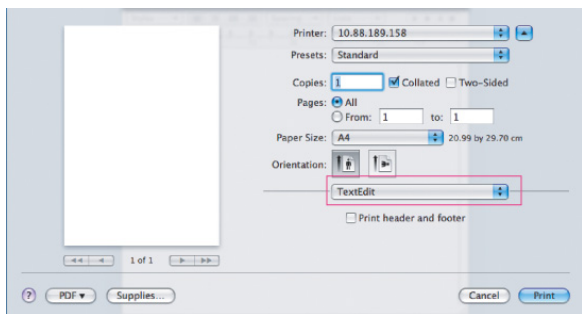 Printer: 10.88.189.158
Presets: Standard
Copies: 1 Collated Two-Sided
Pages: All
From: 1 to: 1
Paper Size: A4 20.99 by 29.70 cm
Orientation:
TextEdit
Print header and footer
1 of 1
? PDF Supplies... Cancel Print